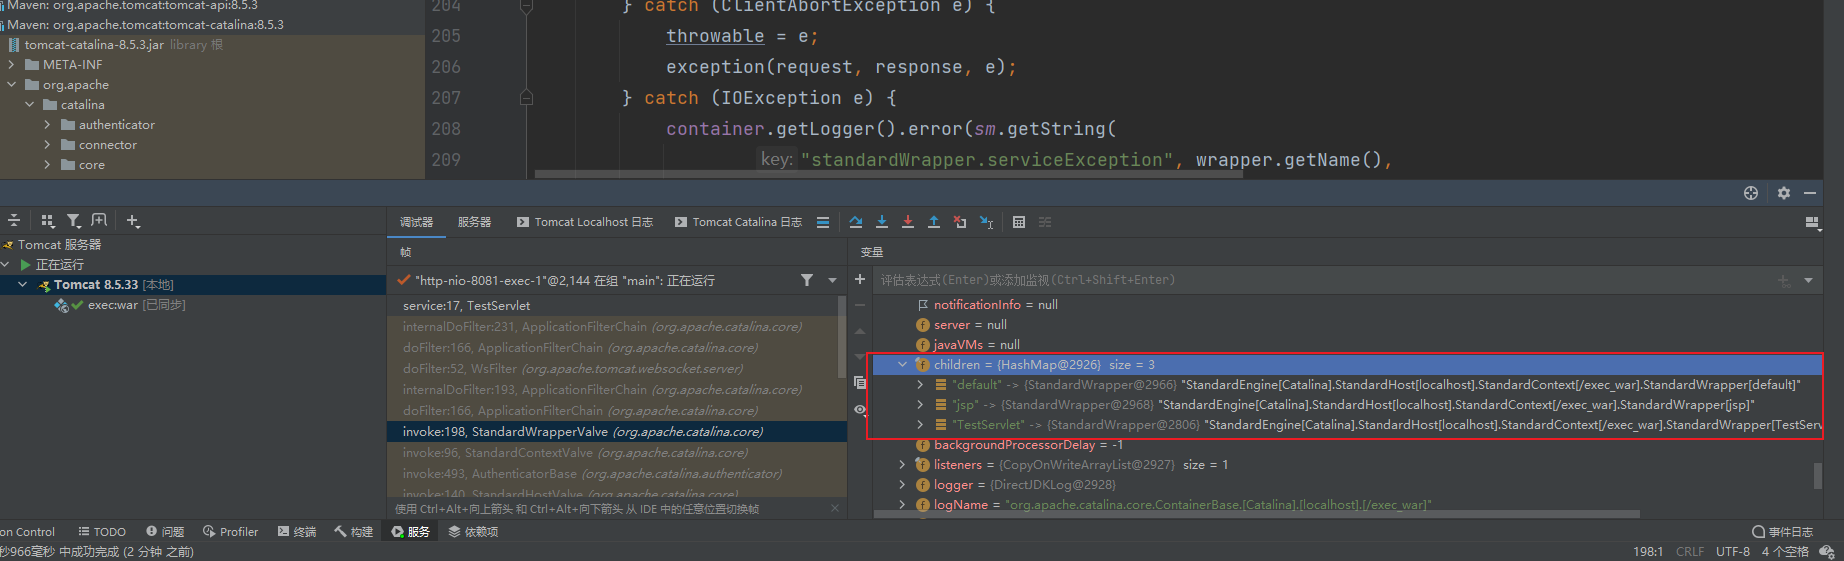 Maven: org.apache.tomcat:tomcat-api:8.5.3
Maven: org.apache.tomcat:tomcat-catalina:8.5.3
tomcat-catalina-8.5.3.jar library 根
META-INF
org.apache
catalina
authenticator
connector
core
204 } catch (ClientAbortException e) {
205 throwable = e;
206 exception(request, response, e);
207 } catch (IOException e) {
208 container.getLogger().error(sm.getString(
209 key: "standardWrapper.serviceException", wrapper.getName(),
Tomcat 服务器
正在运行
Tomcat 8.5.33 [本地]
exec:war [已同步]
调试器 服务器 Tomcat Localhost 日志 Tomcat Catalina 日志
帧
"http-nio-8081-exec-1"@2,144 在组 "main": 正在运行
service:17, TestServlet
internalDoFilter:231, ApplicationFilterChain (org.apache.catalina.core)
doFilter:166, ApplicationFilterChain (org.apache.catalina.core)
doFilter:52, WsFilter (org.apache.tomcat.websocket.server)
internalDoFilter:193, ApplicationFilterChain (org.apache.catalina.core)
doFilter:166, ApplicationFilterChain (org.apache.catalina.core)
invoke:198, StandardWrapperValve (org.apache.catalina.core)
invoke:96, StandardContextValve (org.apache.catalina.core)
invoke:493, AuthenticatorBase (org.apache.catalina.authenticator)
invoke:140, StandardHostValve (org.apache.catalina.core)
使用 Ctrl+Alt+向上箭头 和 Ctrl+Alt+向下箭头 从 IDE 中的任意位置切换帧
变量
评估表达式(Enter)或添加监视(Ctrl+Shift+Enter)
notificationInfo = null
server = null
javaVMs = null
children = {HashMap@2926} size = 3
"default" -> {StandardWrapper@2966} "StandardEngine[Catalina].StandardHost[localhost].StandardContext[/exec_war].StandardWrapper[default]"
"jsp" -> {StandardWrapper@2968} "StandardEngine[Catalina].StandardHost[localhost].StandardContext[/exec_war].StandardWrapper[jsp]"
"TestServlet" -> {StandardWrapper@2806} "StandardEngine[Catalina].StandardHost[localhost].StandardContext[/exec_war].StandardWrapper[TestServ
backgroundProcessorDelay = -1
listeners = {CopyOnWriteArrayList@2927} size = 1
logger = {DirectJDKLog@2928}
logName = "org.apache.catalina.core.ContainerBase.[Catalina].[localhost].[/exec_war]"
on Control TODO 问题 Profiler 终端 构建 服务 依赖项 事件日志
秒966毫秒 中成功完成 (2 分钟 之前) 198:1 CRLF UTF-8 4 个空格